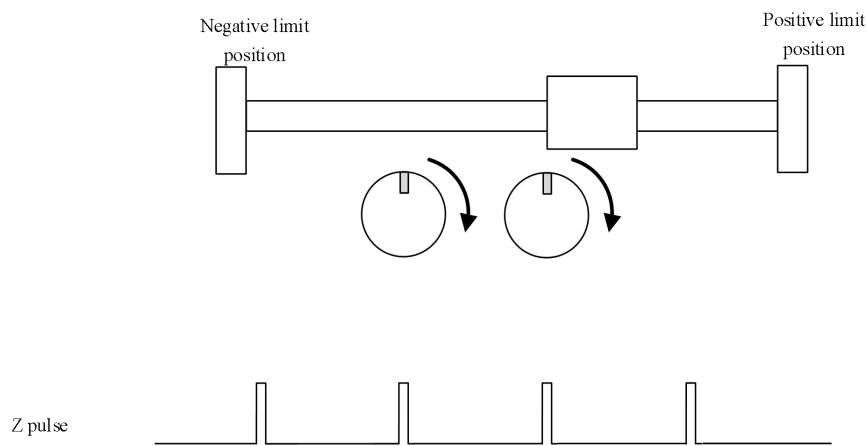 Negative limit
position
Positive limit
position
Z pulse